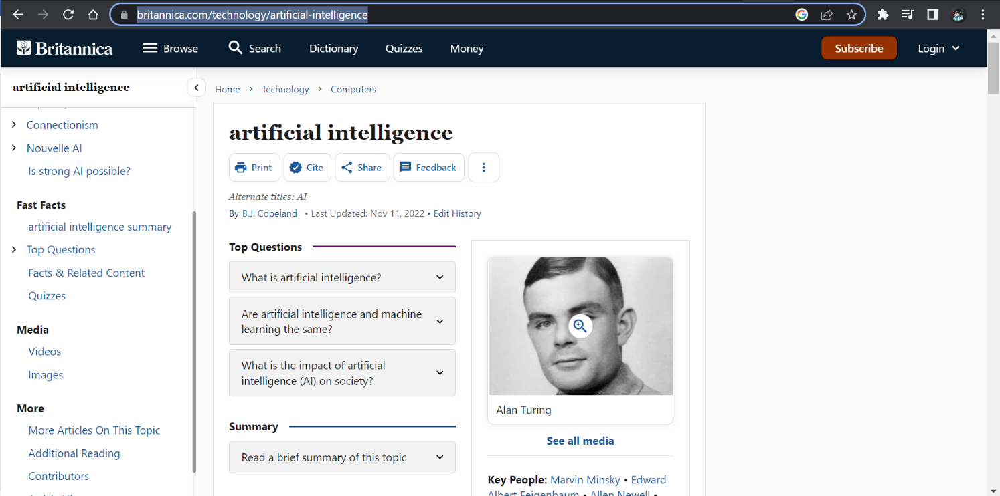 britannica.com/technology/artificial-intelligence
Britannica
Browse
Search
Dictionary
Quizzes
Money
Subscribe
Login
artificial intelligence
Connectionism
Nouvelle AI
Is strong AI possible?
Fast Facts
artificial intelligence summary
Top Questions
Facts & Related Content
Quizzes
Media
Videos
Images
More
More Articles On This Topic
Additional Reading
Contributors
Home > Technology > Computers
artificial intelligence
Print
Cite
Share
Feedback
Alternate titles: AI
By B.J. Copeland • Last Updated: Nov 11, 2022 • Edit History
Top Questions
What is artificial intelligence?
Are artificial intelligence and machine
learning the same?
What is the impact of artificial
intelligence (AI) on society?
Summary
Read a brief summary of this topic
Alan Turing
See all media
Key People: Marvin Minsky • Edward
Albert Feigenbaum • Allen Newell •